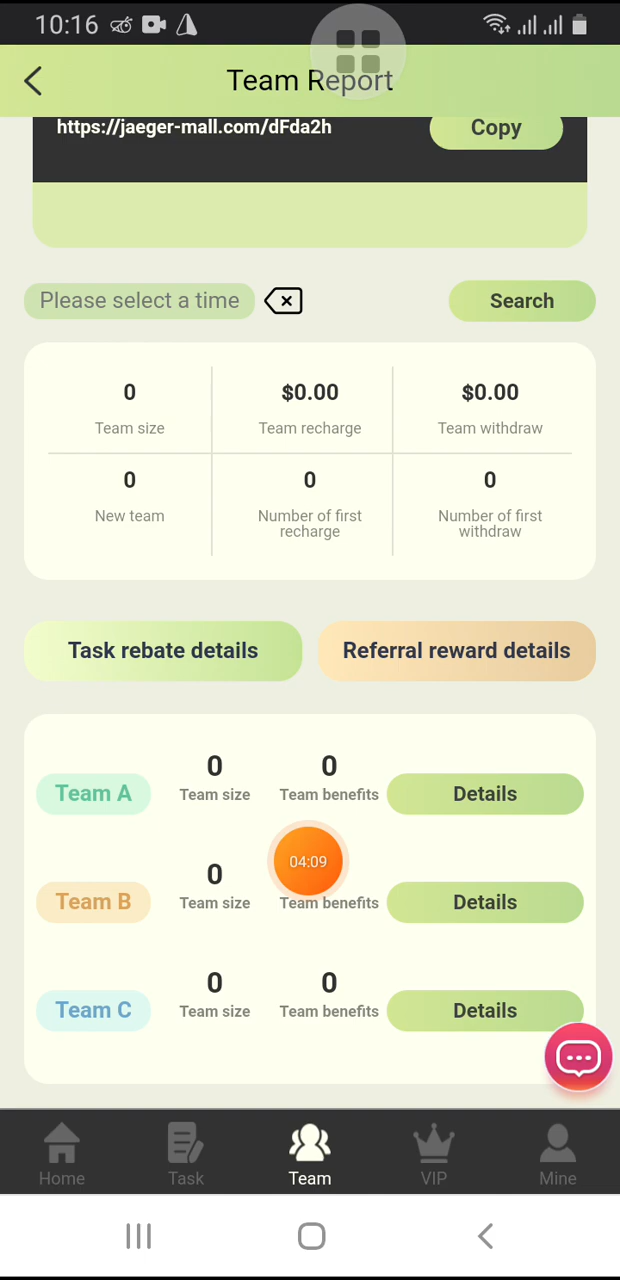 10:16
Team Report
https://jaeger-mall.com/dFda2h
Copy
Please select a time
Search
0
$0.00
$0.00
Team size
Team recharge
Team withdraw
0
0
0
New team
Number of first
recharge
Number of first
withdraw
Task rebate details
Referral reward details
Team A
0
Team size
0
Team benefits
Details
04:09
Team B
0
Team size
Team benefits
Details
Team C
0
Team size
0
Team benefits
Details
Home
Task
Team
VIP
Mine